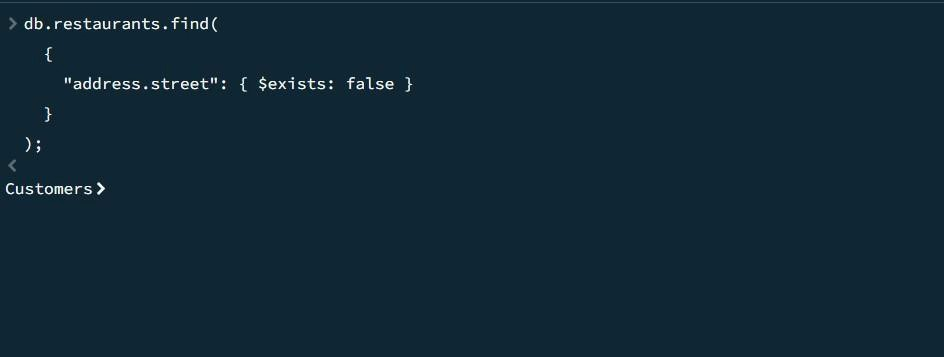 > db.restaurants.find(
{
"address.street": { $exists: false }
}
);
<
Customers>